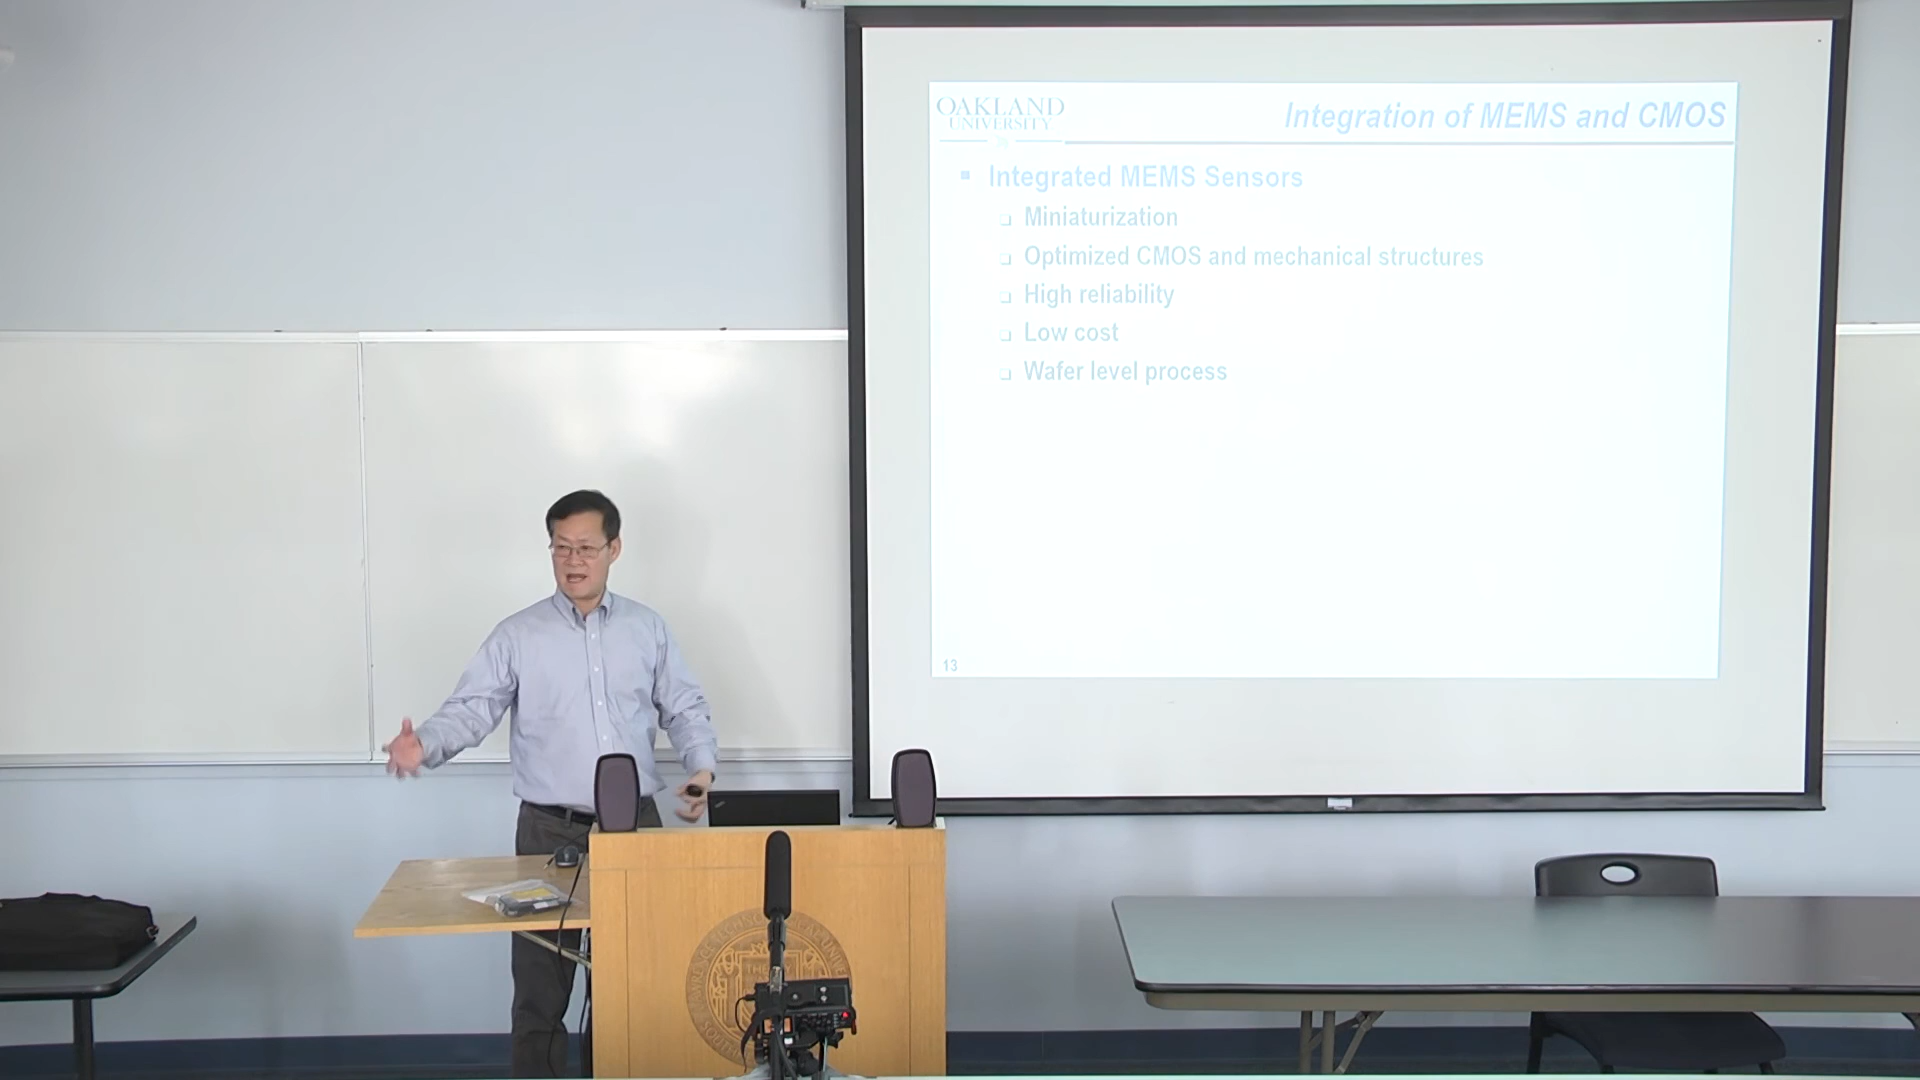 OAKLAND
UNIVERSITY
Integration of MEMS and CMOS
Integrated MEMS Sensors
Miniaturization
Optimized CMOS and mechanical structures
High reliability
Low cost
Wafer level process
13